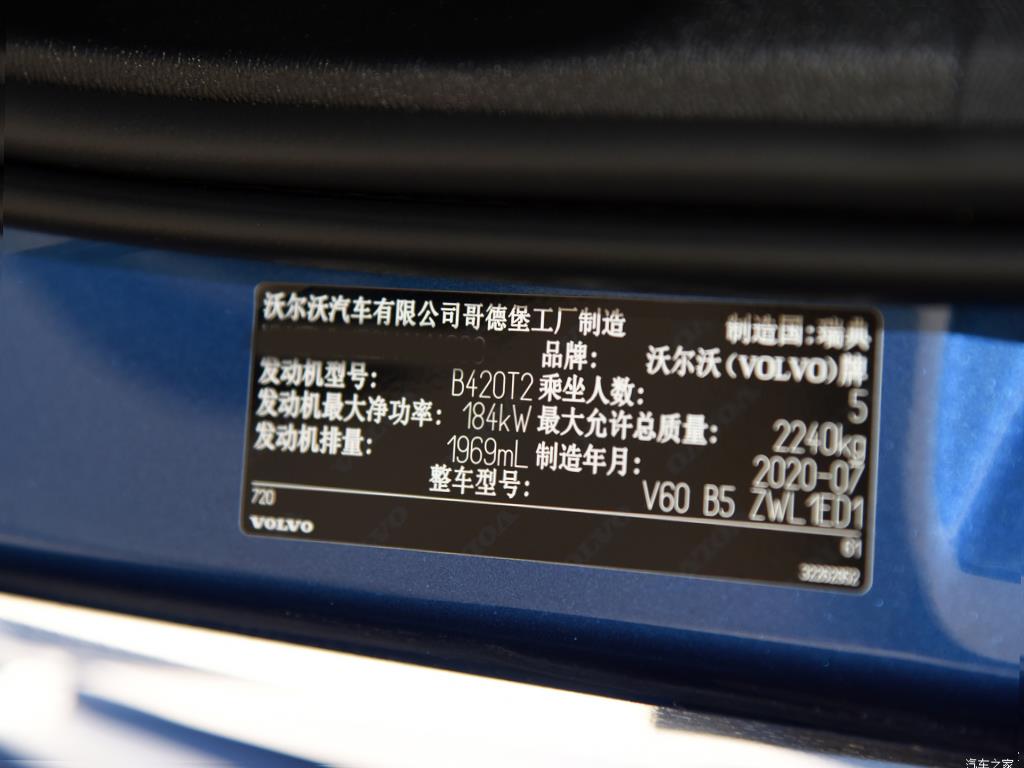 沃尔沃汽车有限公司哥德堡工厂制造 制造国:瑞典
品牌: 沃尔沃(VOLVO)牌
发动机型号: B420T2 乘坐人数: 5
发动机最大净功率: 184kW 最大允许总质量: 2240kg
发动机排量: 1969mL 制造年月: 2020-07
整车型号: V60 B5 ZWL1ED1
720
VOLVO
61
汽车之家